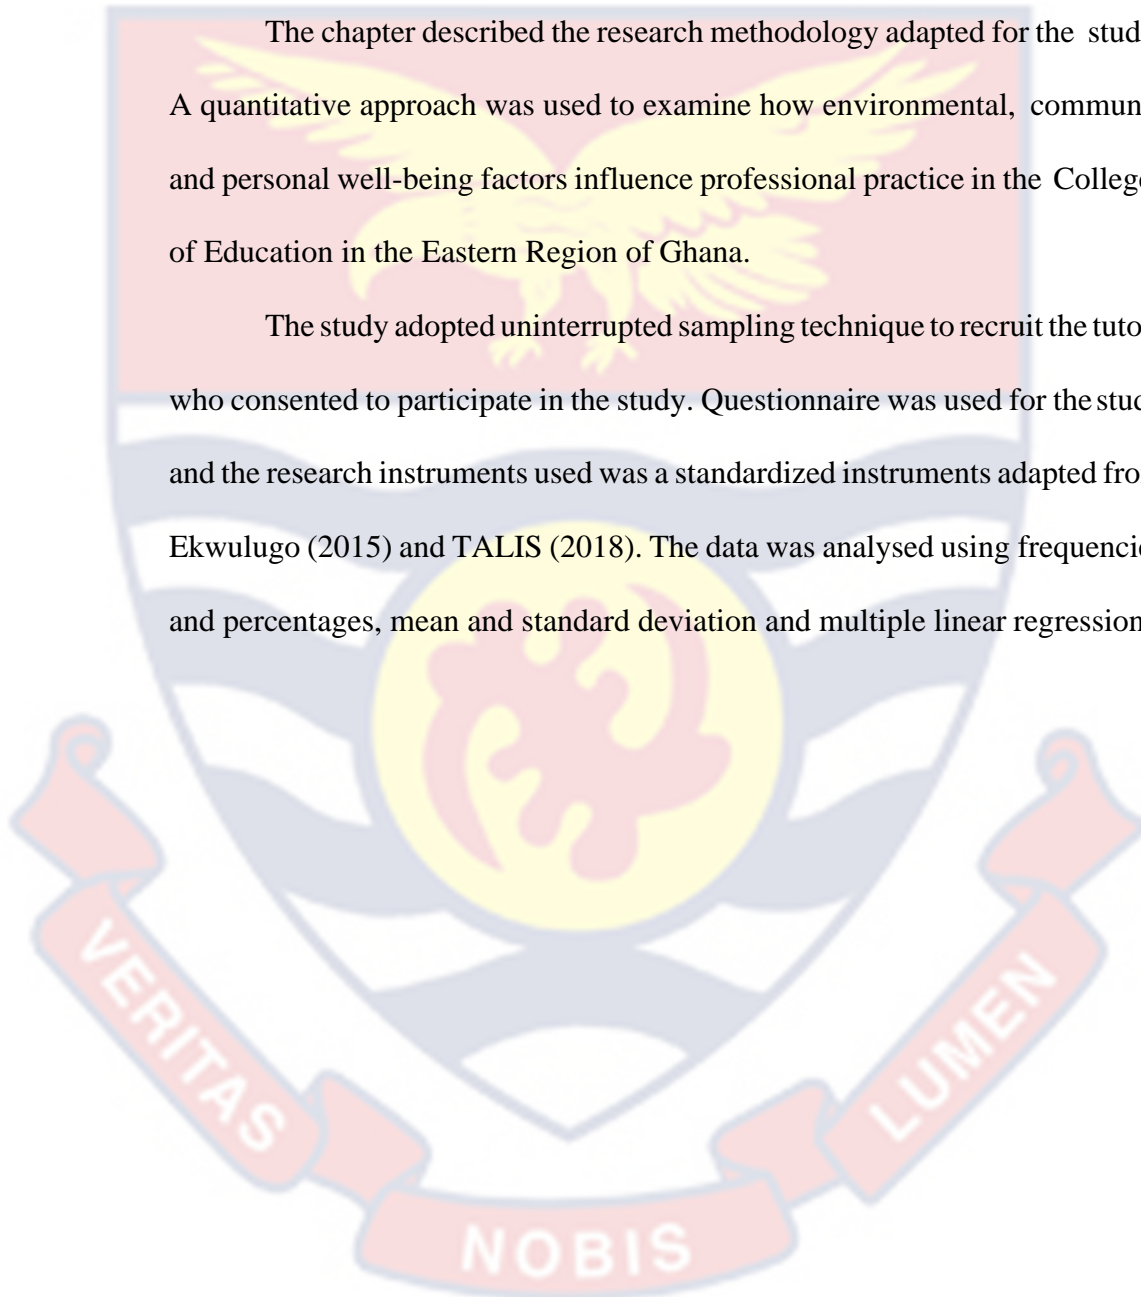 The chapter described the research methodology adapted for the stud
A quantitative approach was used to examine how environmental, commun
and personal well-being factors influence professional practice in the College
of Education in the Eastern Region of Ghana.
The study adopted uninterrupted sampling technique to recruit the tuto
who consented to participate in the study. Questionnaire was used for the stud
and the research instruments used was a standardized instruments adapted fro
Ekwulugo (2015) and TALIS (2018). The data was analysed using frequencie
and percentages, mean and standard deviation and multiple linear regression
VERITAS
NOBIS
LUMEN